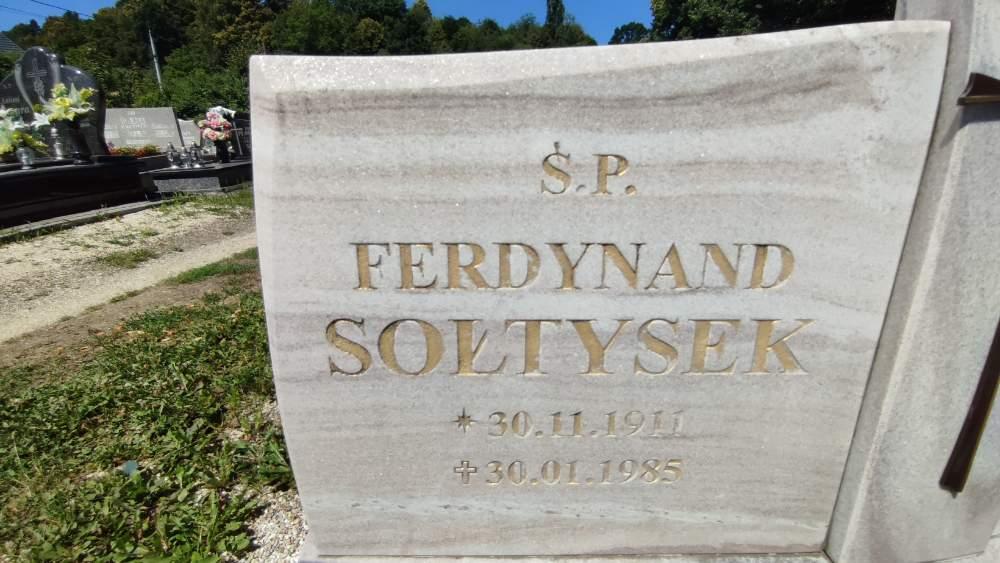 Ś.P.
FERDYNAND
SOŁTYSEK
* 30.11.1911
✝ 30.01.1985